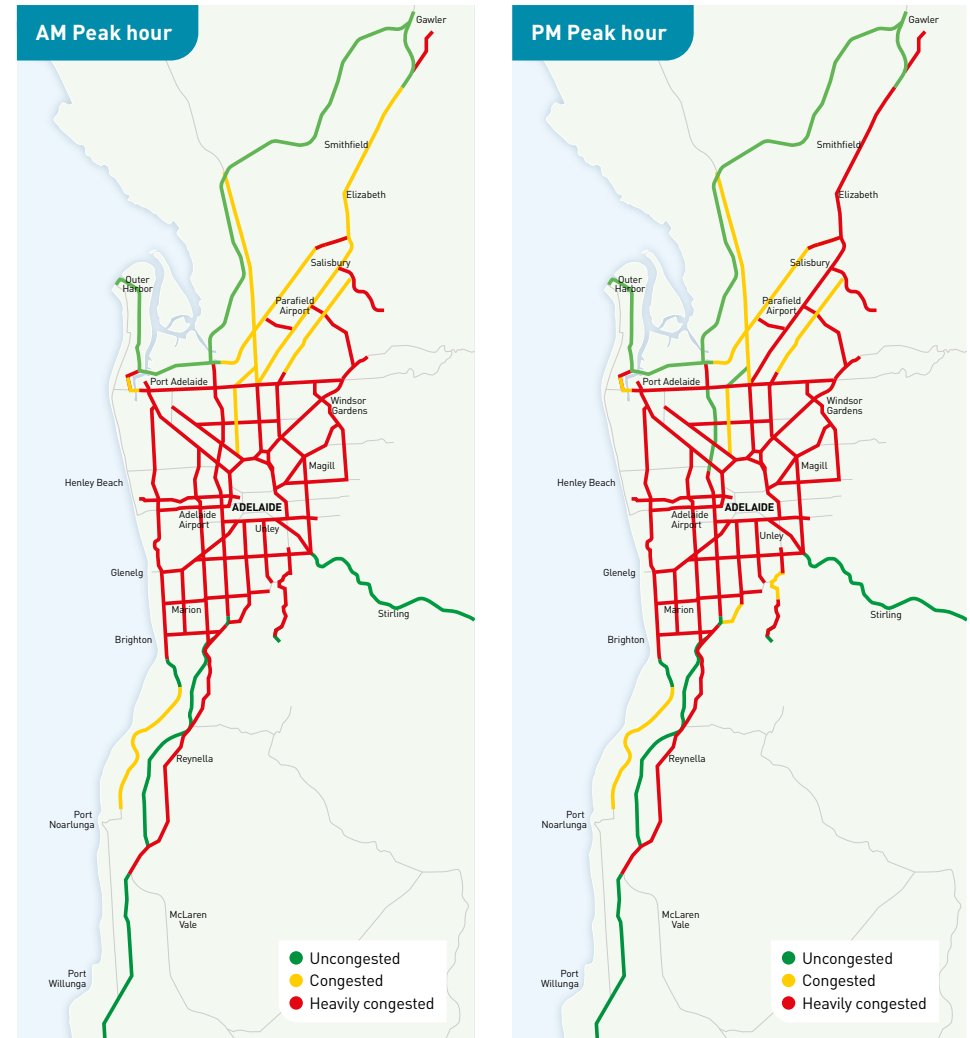 AM Peak hour
Gawler
Smithfield
Elizabeth
Salisbury
Outer
Harbor
Parafield
Airport
Port Adelaide
Windsor
Gardens
Magill
Henley Beach
ADELAIDE
Adelaide
Airport
Unley
Glenelg
Marion
Stirling
Brighton
Reynella
Port
Noarlunga
McLaren
Vale
Port
Willunga
Uncongested
Congested
Heavily congested
PM Peak hour
Gawler
Smithfield
Elizabeth
Salisbury
Outer
Harbor
Parafield
Airport
Port Adelaide
Windsor
Gardens
Magill
Henley Beach
ADELAIDE
Adelaide
Airport
Unley
Glenelg
Marion
Stirling
Brighton
Reynella
Port
Noarlunga
McLaren
Vale
Port
Willunga
Uncongested
Congested
Heavily congested